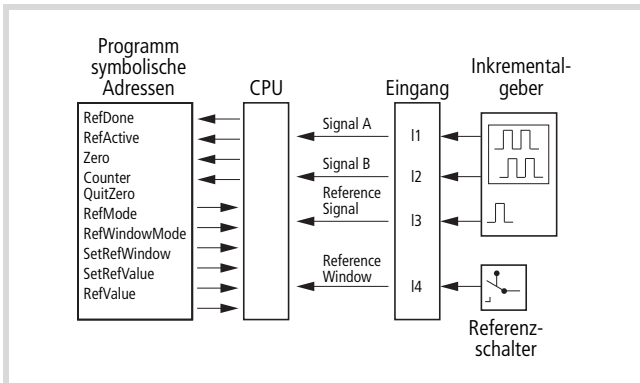 Programm
symbolische
Adressen
CPU
Eingang
Inkremental-
geber
RefDone
RefActive
Zero
Counter
QuitZero
RefMode
RefWindowMode
SetRefWindow
SetRefValue
RefValue
Signal A
Signal B
Reference
Signal
Reference
Window
I1
I2
I3
I4
Referenz-
schalter